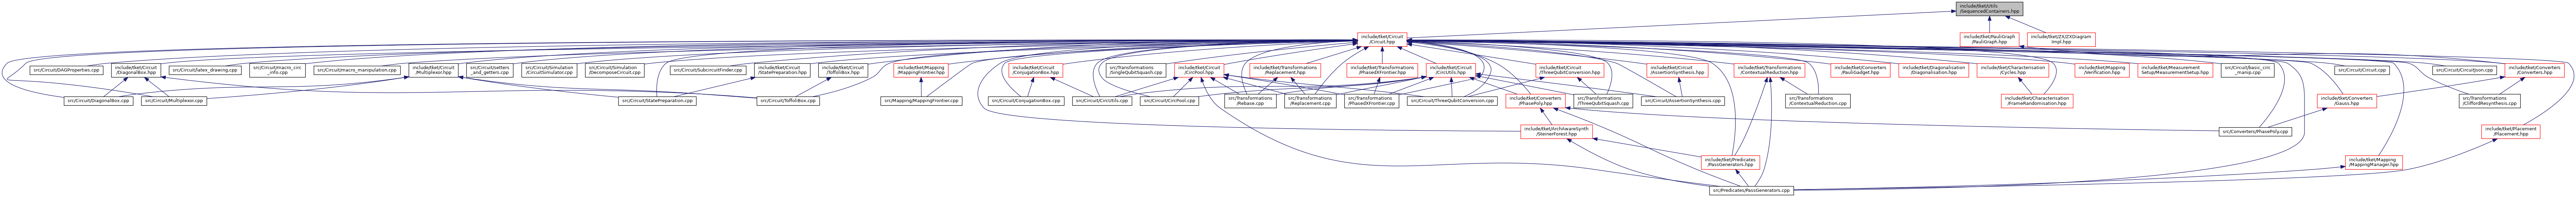 include/tket/Utils
/SequencedContainers.hpp
include/tket/Circuit
/Circuit.hpp
include/tket/PauliGraph
/PauliGraph.hpp
include/tket/ZX/ZXDiagram
Impl.hpp
src/Circuit/DAGProperties.cpp
include/tket/Circuit
/DiagonalBox.hpp
src/Circuit/latex_drawing.cpp
src/Circuit/macro_circ
_info.cpp
src/Circuit/macro_manipulation.cpp
include/tket/Circuit
/Multiplexor.hpp
src/Circuit/setters
_and_getters.cpp
src/Circuit/Simulation
/CircuitSimulator.cpp
src/Circuit/Simulation
/DecomposeCircuit.cpp
src/Circuit/SubcircuitFinder.cpp
include/tket/Circuit
/StatePreparation.hpp
include/tket/Circuit
/ToffoliBox.hpp
include/tket/Mapping
/MappingFrontier.hpp
include/tket/Circuit
/ConjugationBox.hpp
src/Transformations
/SingleQubitSquash.cpp
include/tket/Circuit
/CircPool.hpp
include/tket/Transformations
/Replacement.hpp
include/tket/Transformations
/PhasedXFrontier.hpp
include/tket/Circuit
/CircUtils.hpp
include/tket/Circuit
/ThreeQubitConversion.hpp
include/tket/Circuit
/AssertionSynthesis.hpp
include/tket/Transformations
/ContextualReduction.hpp
include/tket/Converters
/PauliGadget.hpp
include/tket/Diagonalisation
/Diagonalisation.hpp
include/tket/Characterisation
/Cycles.hpp
include/tket/Mapping
/Verification.hpp
include/tket/Measurement
Setup/MeasurementSetup.hpp
src/Circuit/basic_circ
_manip.cpp
src/Circuit/Circuit.cpp
src/Circuit/CircuitJson.cpp
include/tket/Converters
/Converters.hpp
src/Circuit/DiagonalBox.cpp
src/Circuit/Multiplexor.cpp
src/Circuit/StatePreparation.cpp
src/Circuit/ToffoliBox.cpp
src/Mapping/MappingFrontier.cpp
src/Circuit/ConjugationBox.cpp
src/Circuit/CircUtils.cpp
src/Circuit/CircPool.cpp
src/Transformations
/Rebase.cpp
src/Transformations
/Replacement.cpp
src/Transformations
/PhasedXFrontier.cpp
src/Circuit/ThreeQubitConversion.cpp
include/tket/Converters
/PhasePoly.hpp
src/Transformations
/ThreeQubitSquash.cpp
src/Circuit/AssertionSynthesis.cpp
src/Transformations
/ContextualReduction.cpp
include/tket/Characterisation
/FrameRandomisation.hpp
include/tket/Converters
/Gauss.hpp
src/Transformations
/CliffordResynthesis.cpp
include/tket/ArchAwareSynth
/SteinerForest.hpp
src/Converters/PhasePoly.cpp
include/tket/Placement
/Placement.hpp
include/tket/Predicates
/PassGenerators.hpp
include/tket/Mapping
/MappingManager.hpp
src/Predicates/PassGenerators.cpp